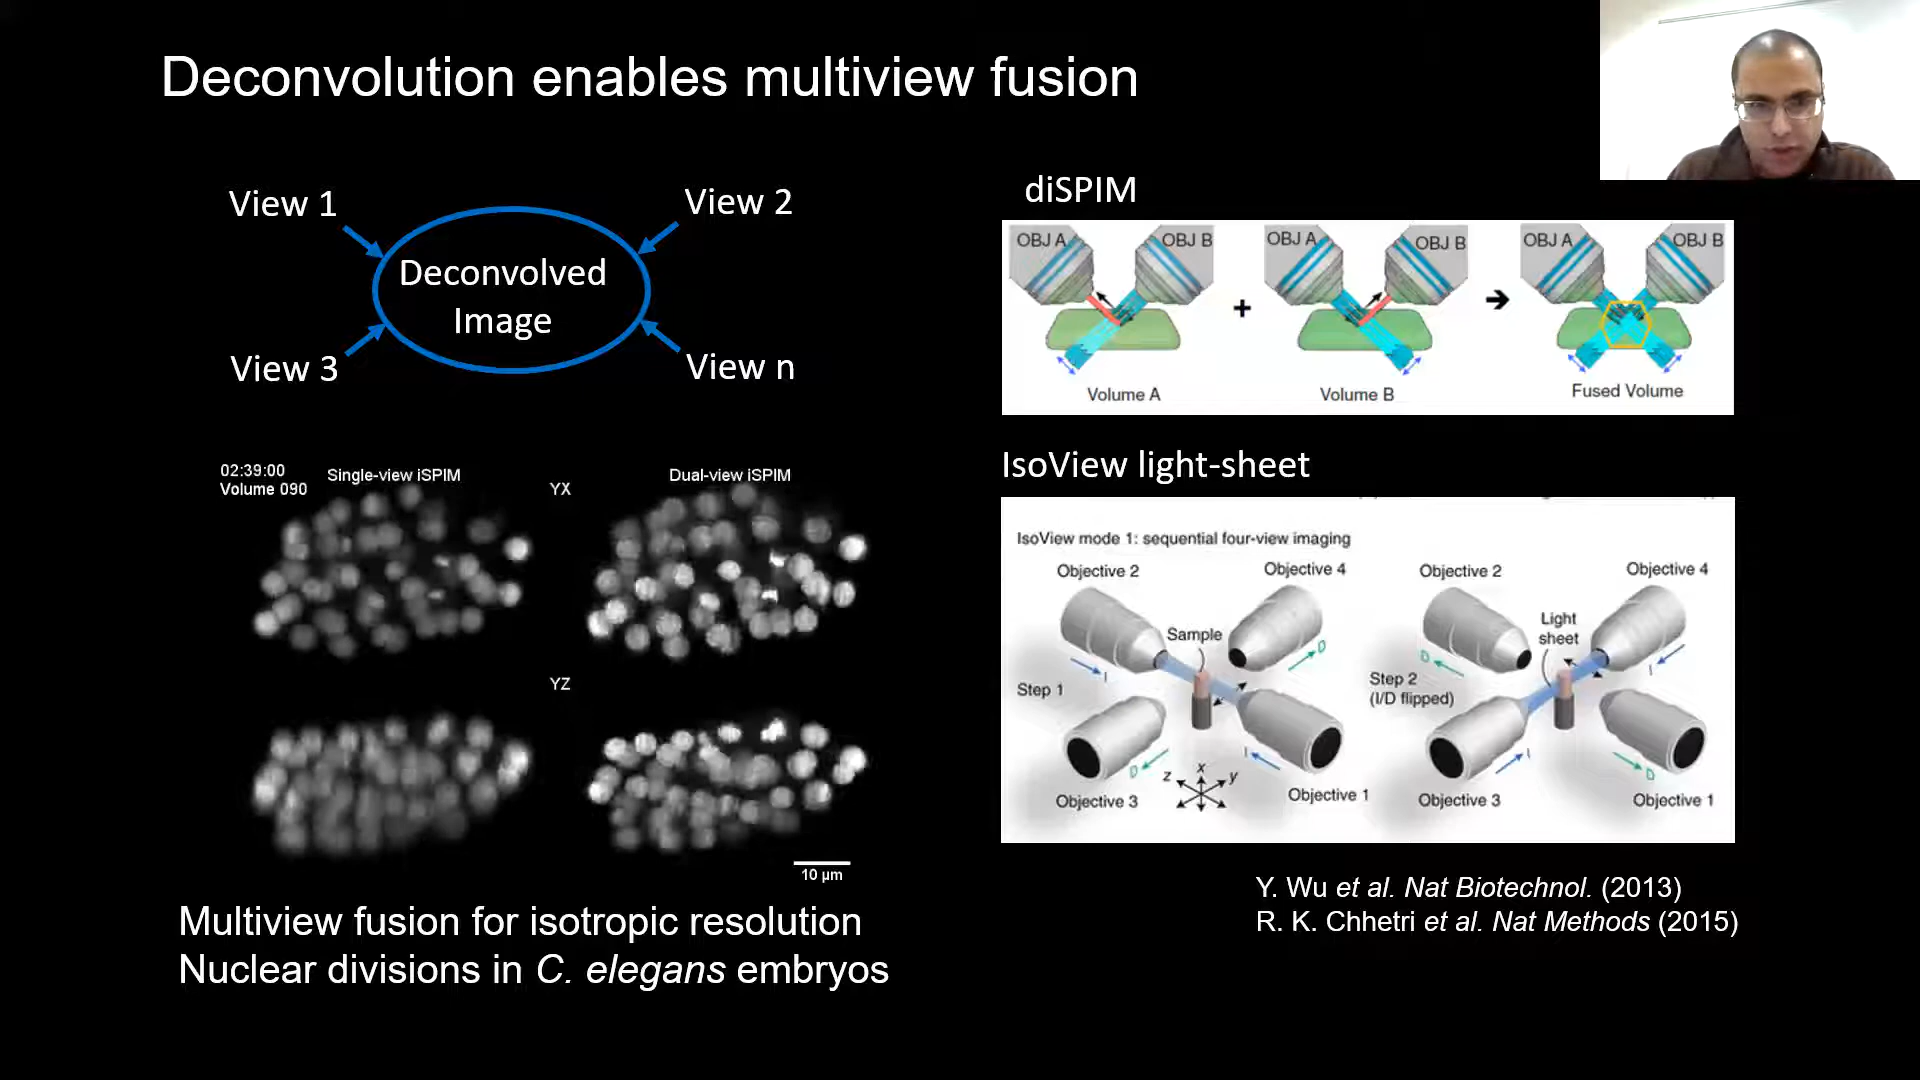 Deconvolution enables multiview fusion
View 1
View 2
Deconvolved
Image
View 3
View n
diSPIM
OBJ A
OBJ B
OBJ A
OBJ B
OBJ A
OBJ B
+
Volume A
Volume B
Fused Volume
02:39:00
Volume 090
Single-view iSPIM
YX
Dual-view iSPIM
YZ
10 µm
Multiview fusion for isotropic resolution
Nuclear divisions in C. elegans embryos
IsoView light-sheet
IsoView mode 1: sequential four-view imaging
Objective 2
Objective 4
Sample
D
I
Step 1
D
I
z
x
y
Objective 3
Objective 1
Objective 2
Objective 4
Light
sheet
D
I
Step 2
(I/D flipped)
I
D
Objective 3
Objective 1
Y. Wu et al. Nat Biotechnol. (2013)
R. K. Chhetri et al. Nat Methods (2015)